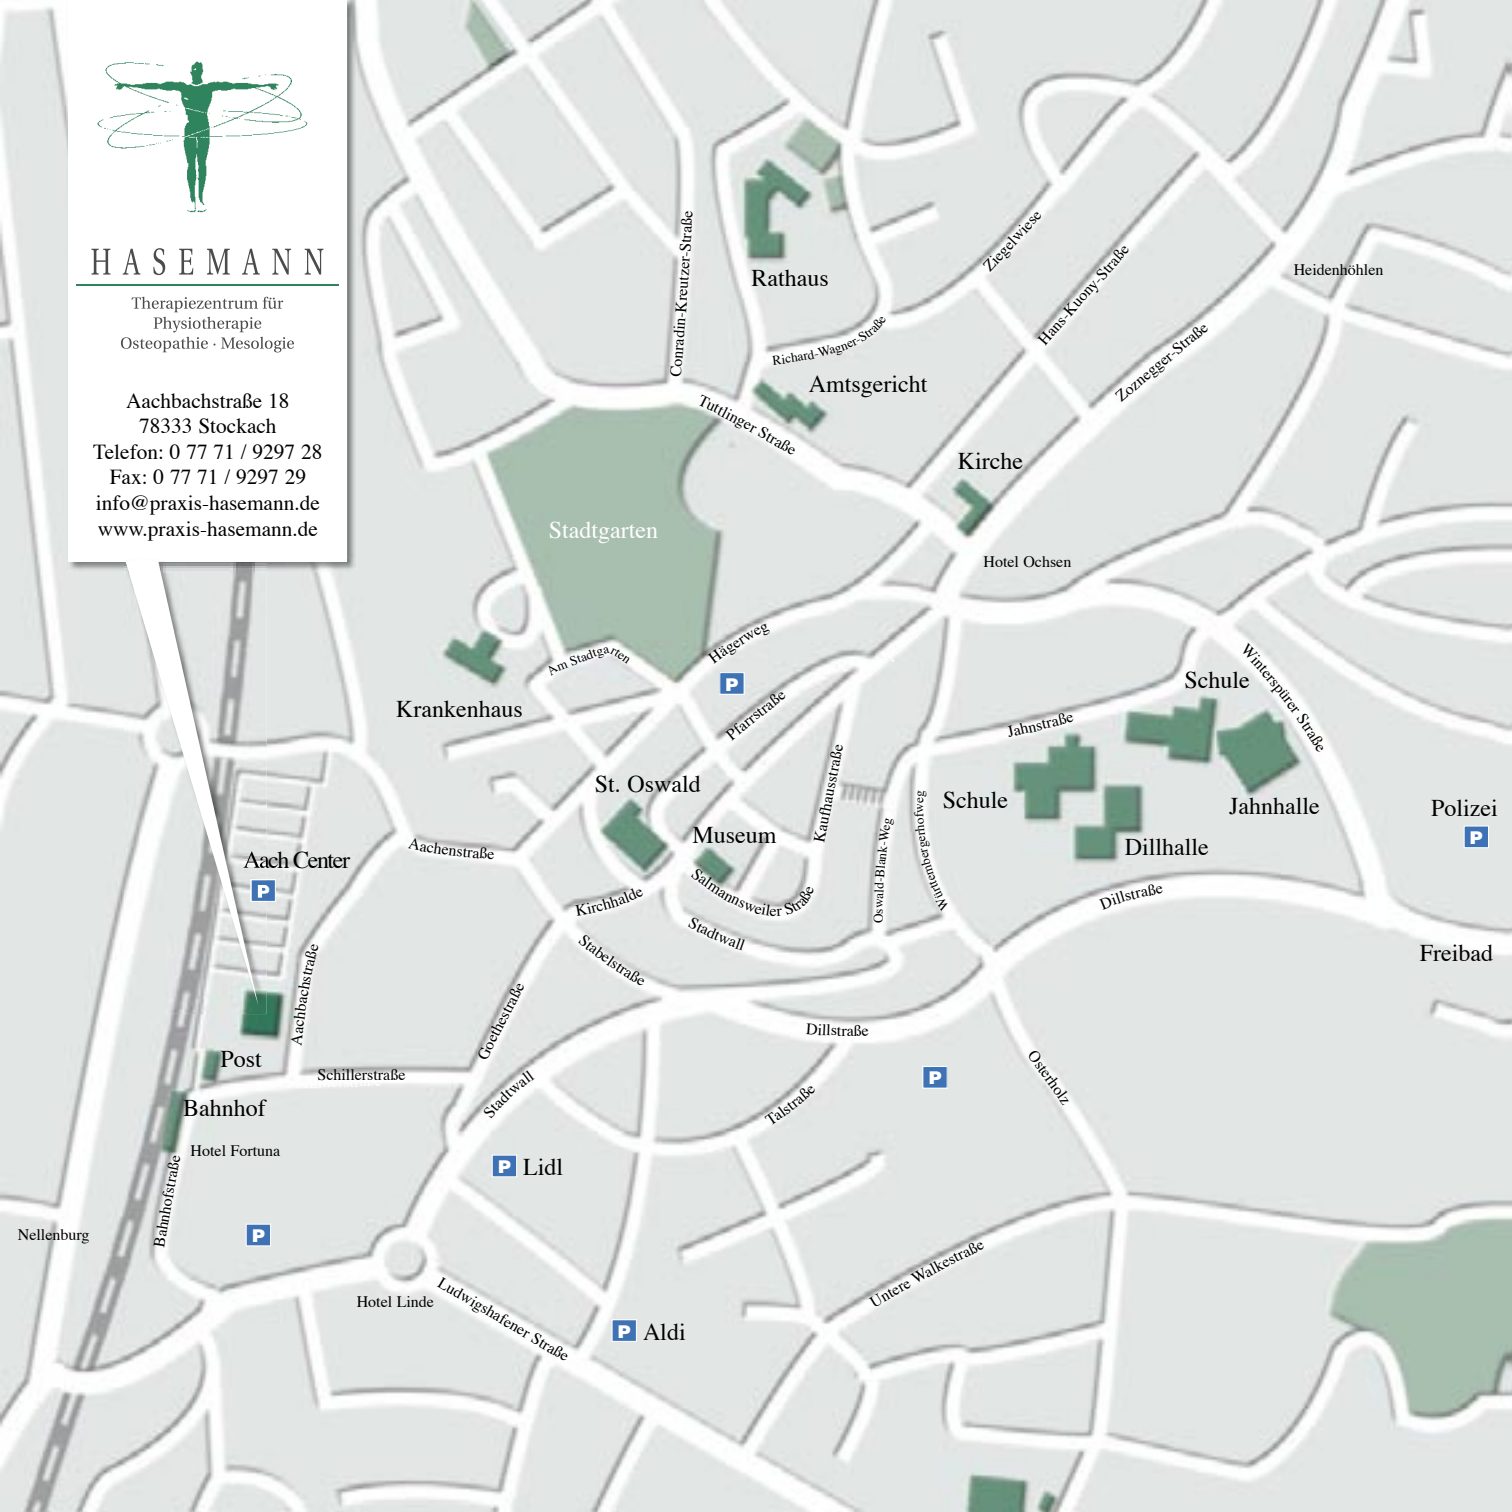 HASEMANN
Therapiezentrum für
Physiotherapie
Osteopathie · Mesologie
Aachbachstraße 18
78333 Stockach
Telefon: 0 77 71 / 9297 28
Fax: 0 77 71 / 9297 29
info@praxis-hasemann.de
www.praxis-hasemann.de
Conradin-Kreutzer-Straße
Rathaus
Ziegelwiese
Hans-Kuony-Straße
Heidenhöhlen
Richard-Wagner-Straße
Zoznegger-Straße
Amtsgericht
Tuttlinger Straße
Kirche
Stadtgarten
Hotel Ochsen
Am Stadtgarten
Hägerweg
P
Krankenhaus
Pfarrstraße
Schule
Winterspürer Straße
Jahnstraße
St. Oswald
Kaufhausstraße
Schule
Jahnhalle
Polizei
P
Museum
Aachenstraße
Dillhalle
Aach Center
P
Oswald-Blank-Weg
Württembergerhofweg
Salmannsweiler Straße
Kirchhalde
Dillstraße
Stadtwall
Freibad
Stabelstraße
Aachbachstraße
Goethestraße
Dillstraße
Post
Schillerstraße
Stadtwall
Talstraße
P
Osterholz
Bahnhof
Hotel Fortuna
P Lidl
Bahnhofstraße
Nellenburg
P
Untere Walkestraße
Hotel Linde
Ludwigshafener Straße
P Aldi